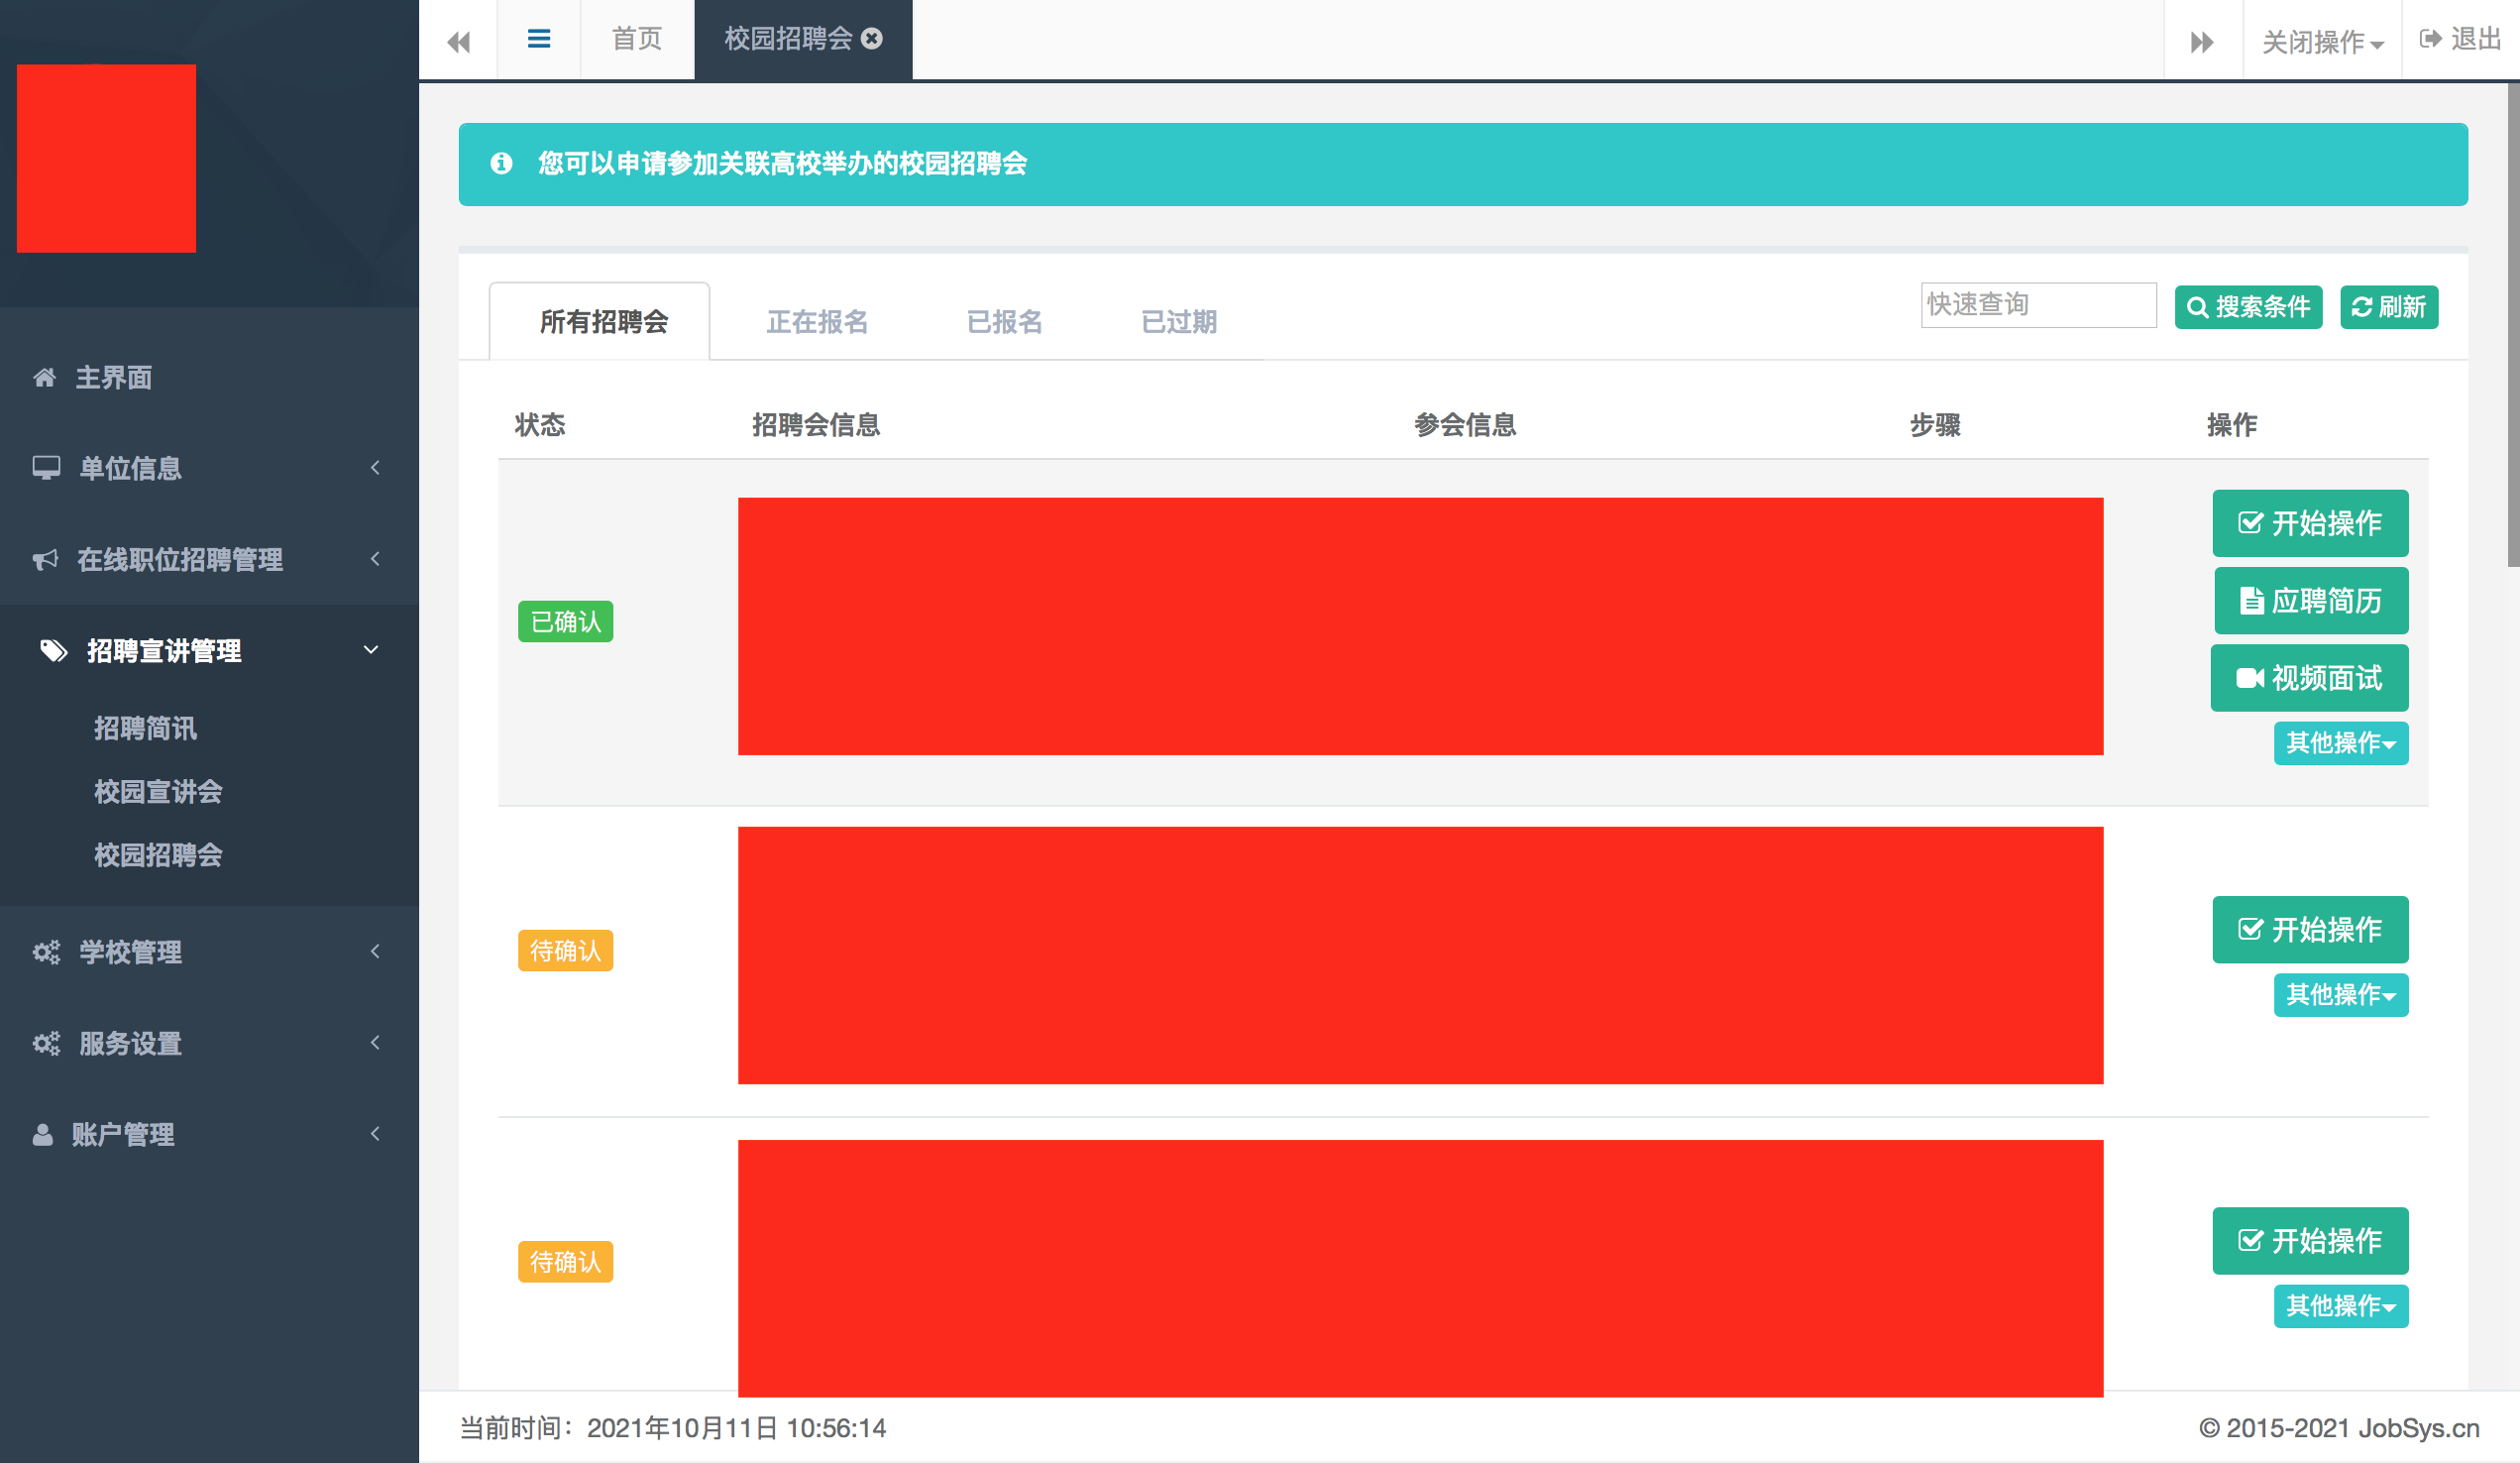 首页
校园招聘会
关闭操作
退出
主界面
单位信息
在线职位招聘管理
招聘宣讲管理
招聘简讯
校园宣讲会
校园招聘会
学校管理
服务设置
账户管理
您可以申请参加关联高校举办的校园招聘会
所有招聘会 正在报名 已报名 已过期
快速查询 搜索条件 刷新
状态 招聘会信息 参会信息 步骤 操作
已确认
开始操作
应聘简历
视频面试
其他操作
待确认
开始操作
其他操作
待确认
开始操作
其他操作
当前时间：2021年10月11日 10:56:14
© 2015-2021 JobSys.cn